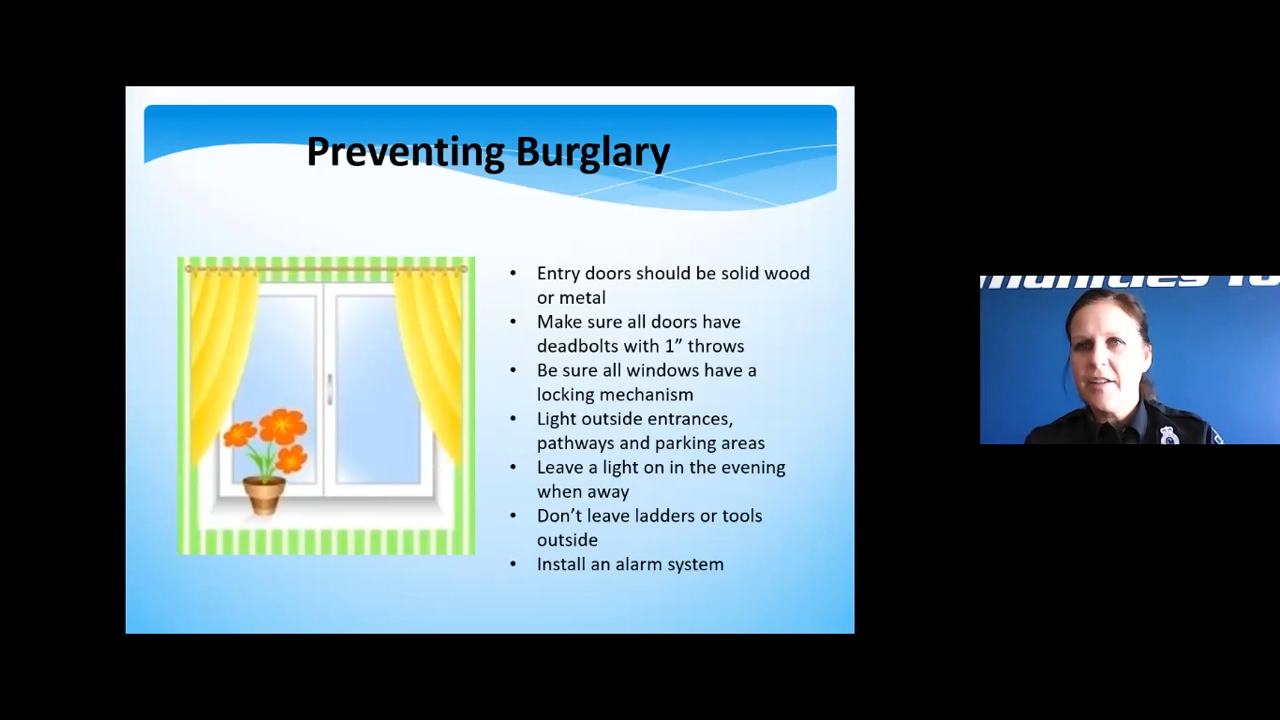 Preventing Burglary
• Entry doors should be solid wood
or metal
• Make sure all doors have
deadbolts with 1” throws
• Be sure all windows have a
locking mechanism
• Light outside entrances,
pathways and parking areas
• Leave a light on in the evening
when away
• Don’t leave ladders or tools
outside
• Install an alarm system